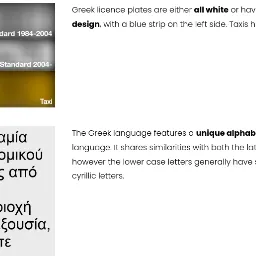 Greek licence plates are either all white or hav
design, with a blue strip on the left side. Taxis h
dard 1984-2004
Standard 2004-
Taxi
The Greek language features a unique alphab
language. It shares similarities with both the lat
however the lower case letters generally have s
cyrillic letters.
αμία
ομικού
ς από
ριοχή
ξουσία,
τε